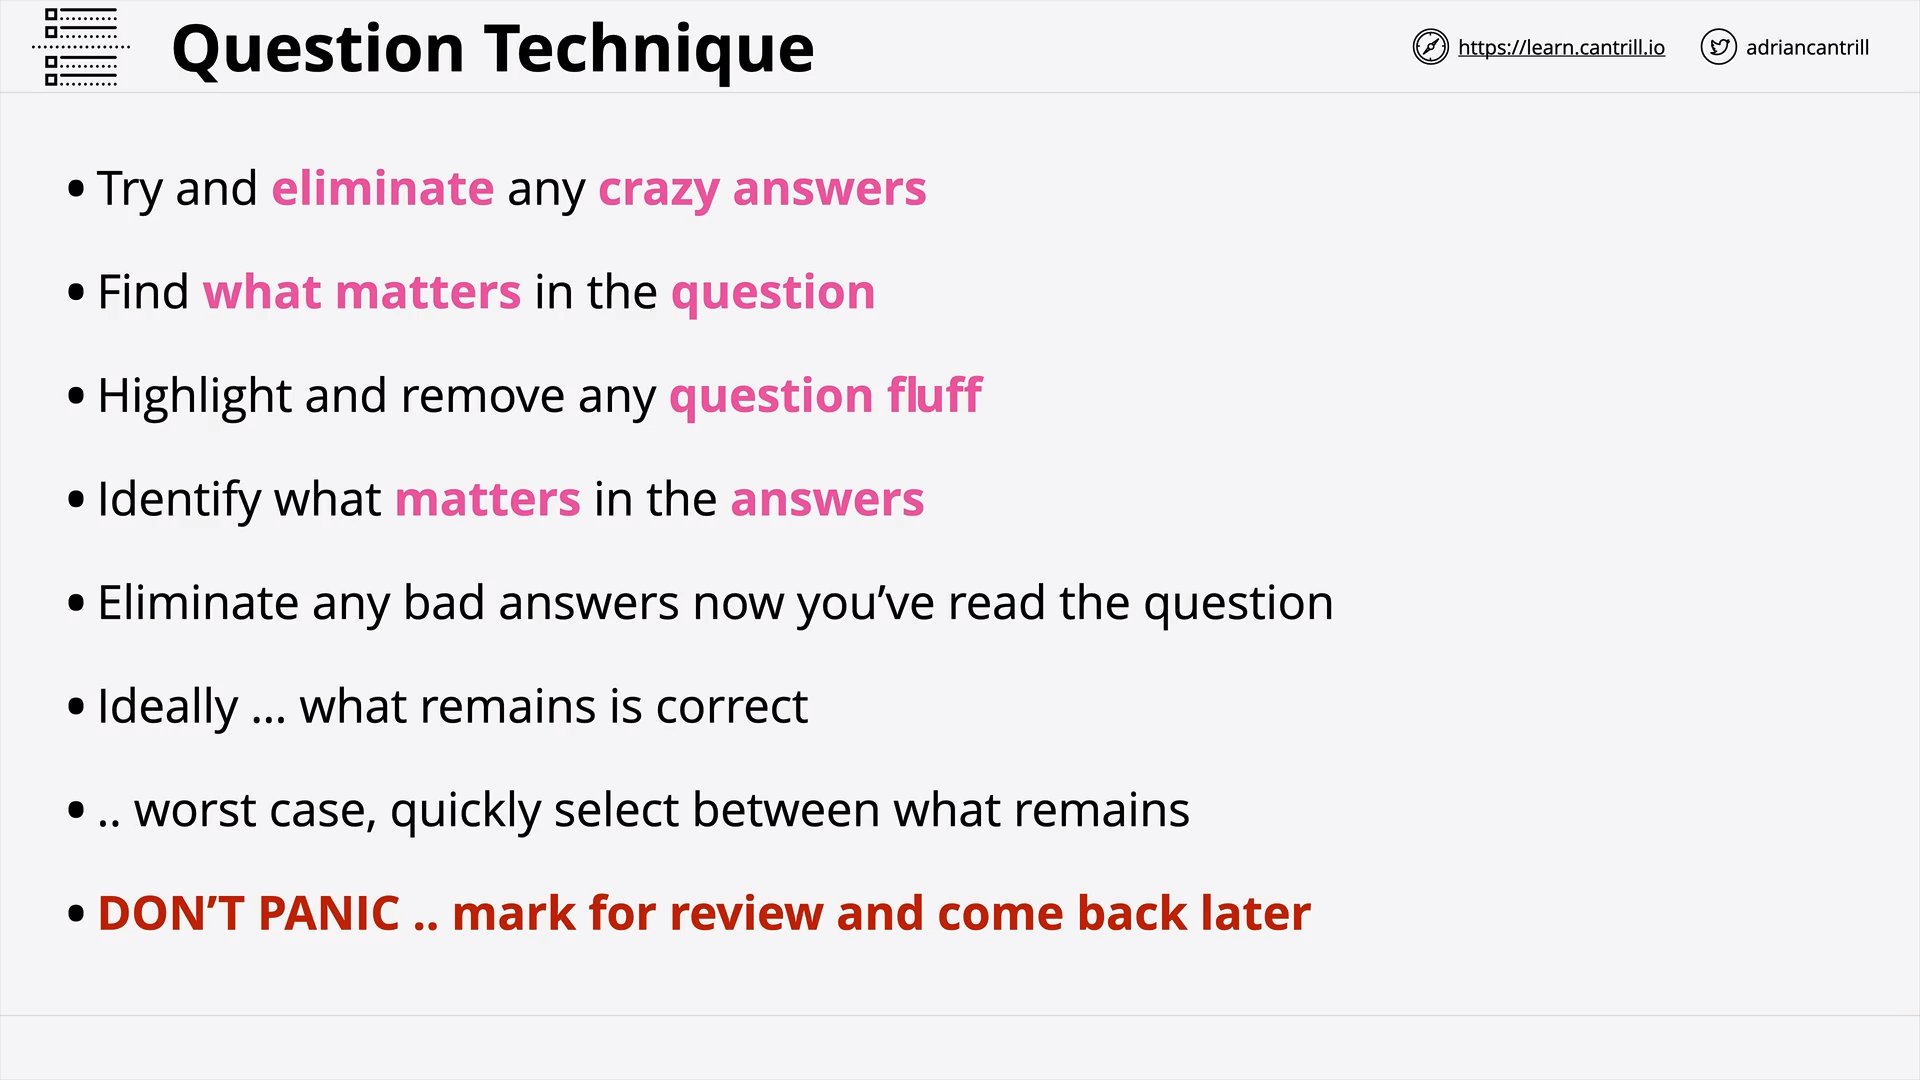 Question Technique
https://learn.cantrill.io
adriancantrill
• Try and eliminate any crazy answers
• Find what matters in the question
• Highlight and remove any question fluff
• Identify what matters in the answers
• Eliminate any bad answers now you’ve read the question
• Ideally ... what remains is correct
• .. worst case, quickly select between what remains
• DON’T PANIC .. mark for review and come back later